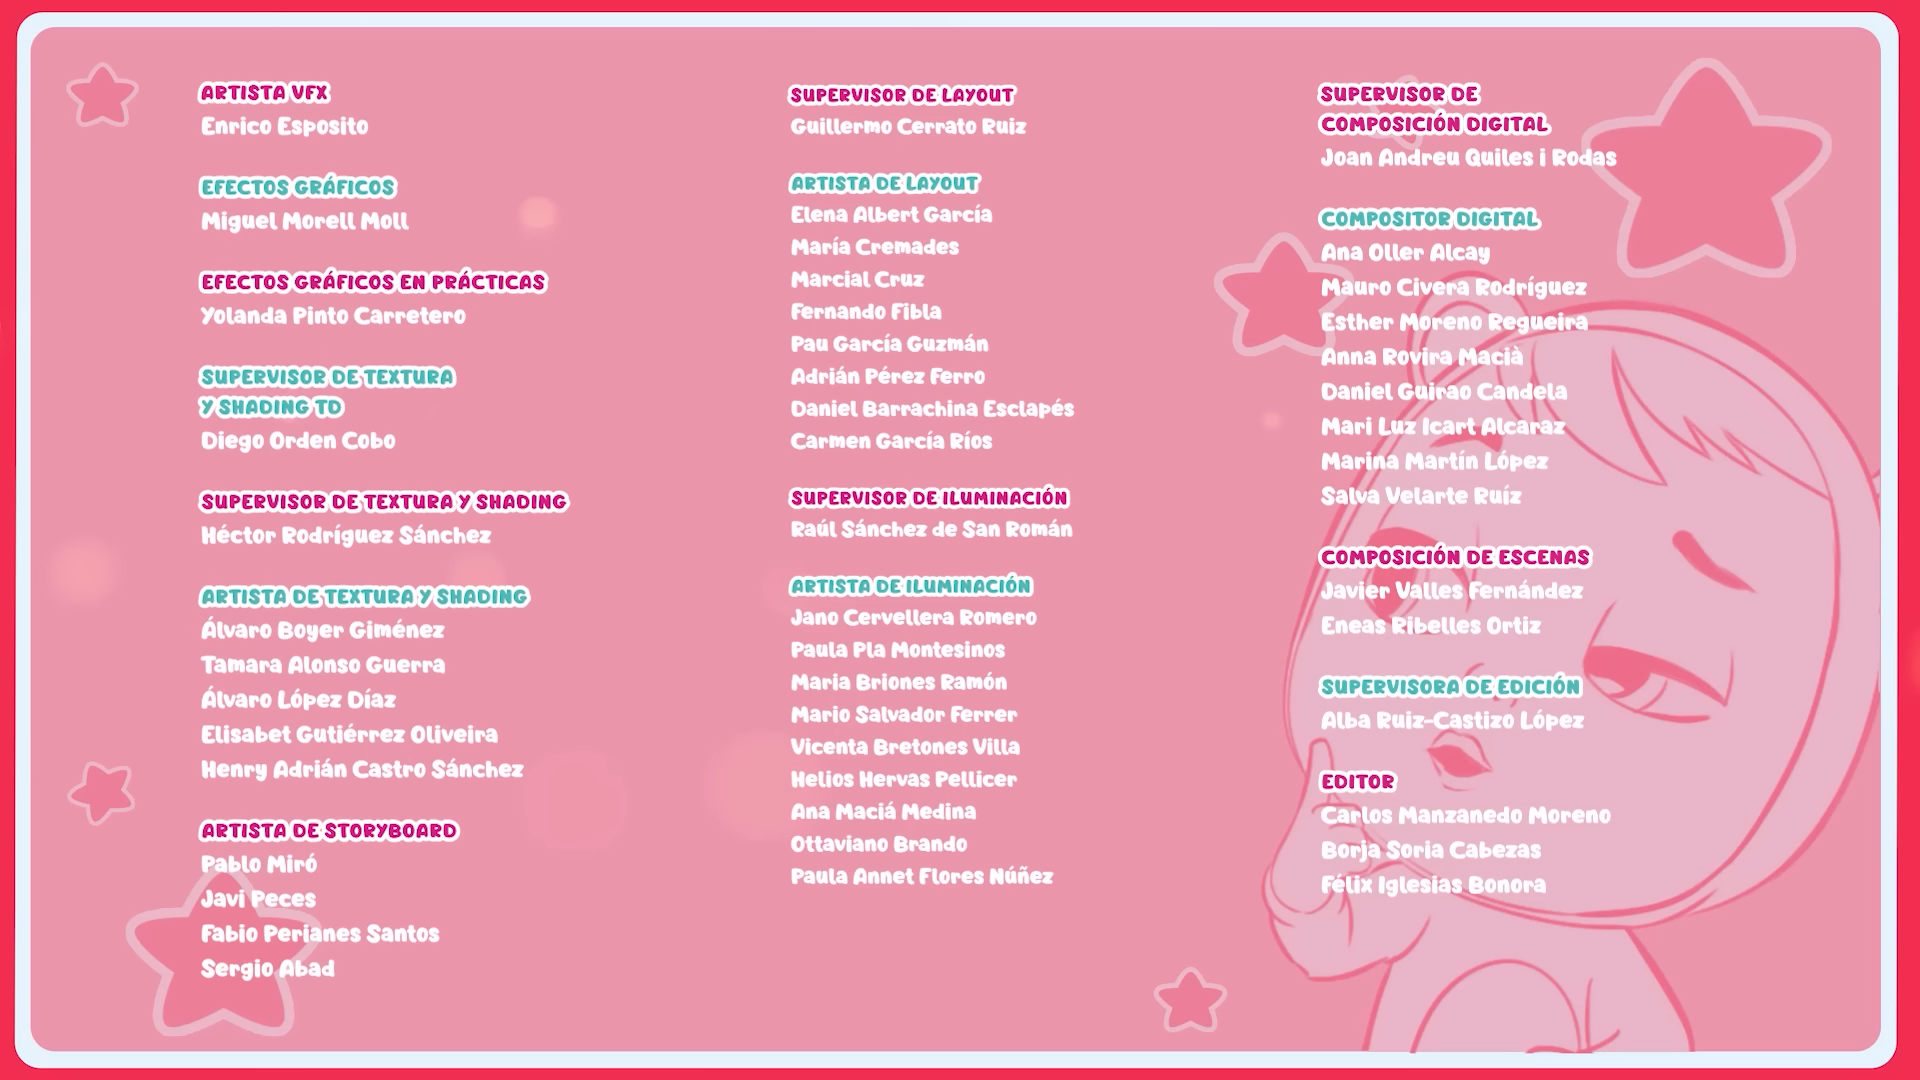 ARTISTA VFX
Enrico Esposito
EFECTOS GRÁFICOS
Miguel Morell Moll
EFECTOS GRÁFICOS EN PRÁCTICAS
Yolanda Pinto Carretero
SUPERVISOR DE TEXTURA
Y SHADING TD
Diego Orden Cobo
SUPERVISOR DE TEXTURA Y SHADING
Héctor Rodríguez Sánchez
ARTISTA DE TEXTURA Y SHADING
Álvaro Boyer Giménez
Tamara Alonso Guerra
Álvaro López Díaz
Elisabet Gutiérrez Oliveira
Henry Adrián Castro Sánchez
ARTISTA DE STORYBOARD
Pablo Miró
Javi Peces
Fabio Perianes Santos
Sergio Abad
SUPERVISOR DE LAYOUT
Guillermo Cerrato Ruiz
ARTISTA DE LAYOUT
Elena Albert García
María Cremades
Marcial Cruz
Fernando Fibla
Pau García Guzmán
Adrián Pérez Ferro
Daniel Barrachina Esclapés
Carmen García Ríos
SUPERVISOR DE ILUMINACIÓN
Raúl Sánchez de San Román
ARTISTA DE ILUMINACIÓN
Jano Cervellera Romero
Paula Pla Montesinos
Maria Briones Ramón
Mario Salvador Ferrer
Vicenta Bretones Villa
Helios Hervas Pellicer
Ana Maciá Medina
Ottaviano Brando
Paula Annet Flores Núñez
SUPERVISOR DE
COMPOSICIÓN DIGITAL
Joan Andreu Quiles i Rodas
COMPOSITOR DIGITAL
Ana Oller Alcay
Mauro Civera Rodríguez
Esther Moreno Regueira
Anna Rovira Macià
Daniel Guirao Candela
Mari Luz Icart Alcaraz
Marina Martín López
Salva Velarte Ruíz
COMPOSICIÓN DE ESCENAS
Javier Valles Fernández
Eneas Ribelles Ortiz
SUPERVISORA DE EDICIÓN
Alba Ruiz-Castizo López
EDITOR
Carlos Manzanedo Moreno
Borja Soria Cabezas
Félix Iglesias Bonora